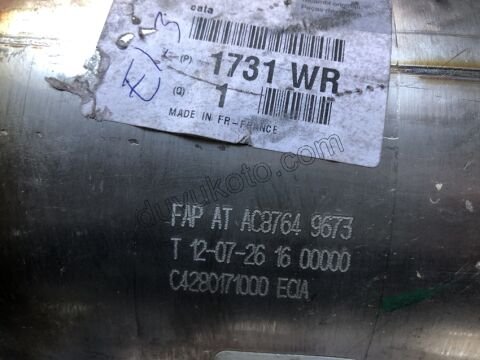 cata
(P) 1731 WR
(Q) 1
MADE IN FR-FRANCE
duyukoto.com
FAP AT AC8764 9673
T 12-07-26 16 00000
C4280171000 ECIA